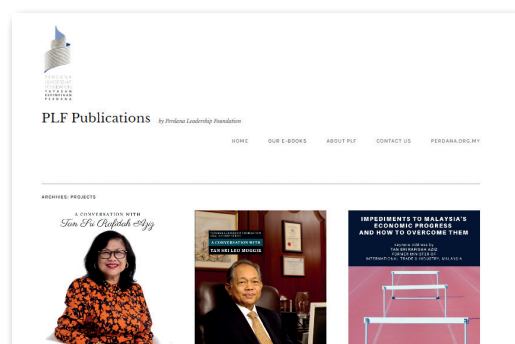 PERDANA
LEADERSHIP
FOUNDATION
YAYASAN
KEPIMPINAN
PERDANA
PLF Publications by Perdana Leadership Foundation
HOME OUR E-BOOKS ABOUT PLF CONTACT US PERDANA.ORG.MY
ARCHIVES: PROJECTS
A CONVERSATION WITH
Tan Sri Rafidah Aziz
A CONVERSATION WITH
TAN SRI LEO MOGGIE
IMPEDIMENTS TO MALAYSIA'S
ECONOMIC PROGRESS
AND HOW TO OVERCOME THEM
keynote address by
TAN SRI RAFIDAH AZIZ
FORMER MINISTER OF
INTERNATIONAL TRADE & INDUSTRY, MALAYSIA